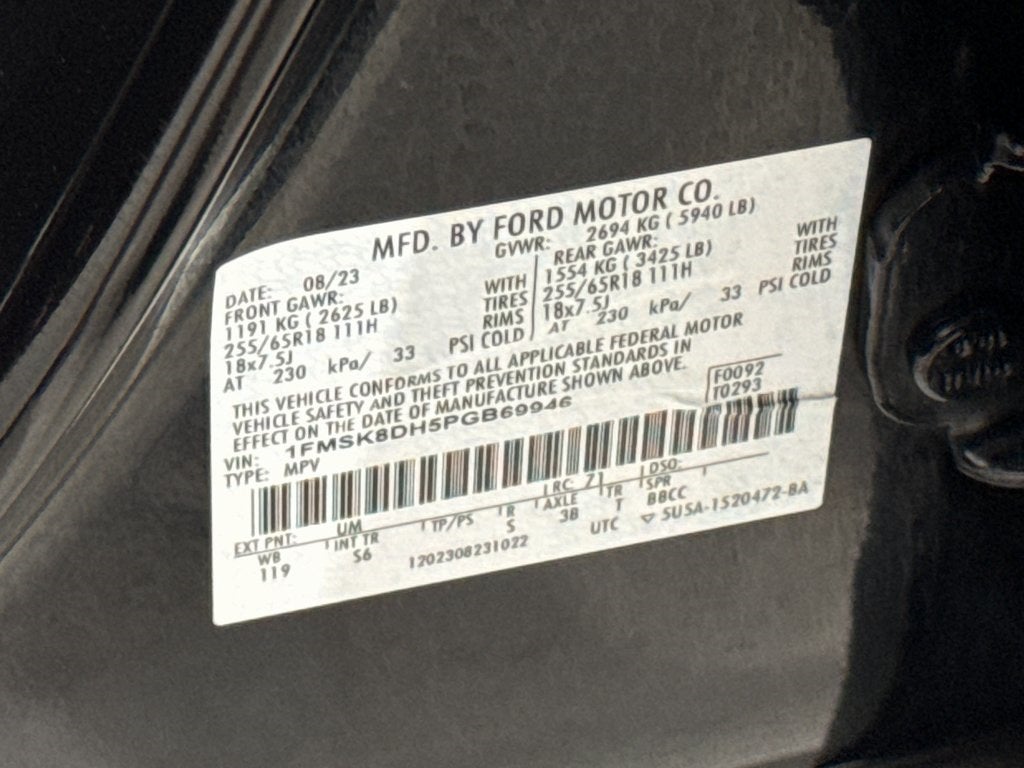 MFD. BY FORD MOTOR CO.
DATE: 08/23
GVWR: 2694 KG ( 5940 LB)
FRONT GAWR:
1191 KG ( 2625 LB) WITH
255/65R18 111H TIRES
18x7.5J RIMS
AT 230 kPa/ 33 PSI COLD
REAR GAWR:
1554 KG ( 3425 LB) WITH
255/65R18 111H TIRES
18x7.5J RIMS
AT 230 kPa/ 33 PSI COLD
THIS VEHICLE CONFORMS TO ALL APPLICABLE FEDERAL MOTOR
VEHICLE SAFETY AND THEFT PREVENTION STANDARDS IN
EFFECT ON THE DATE OF MANUFACTURE SHOWN ABOVE.
F0092
T0293
VIN: 1FMSK8DH5PGB69946
TYPE: MPV
EXT PNT: UM RC: 71 DSO:
WB INT TR TP/PS R AXLE TR SPR
119 S6 S 3B T BBCC
1202308231022 UTC ▽ 5U5A-1520472-BA